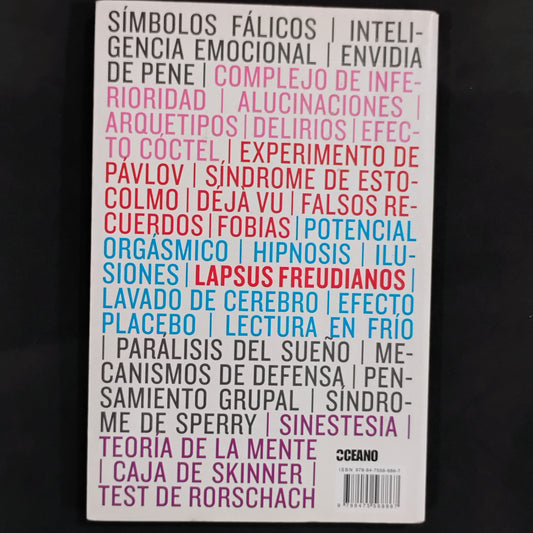 SÍMBOLOS FÁLICOS | INTELI-
GENCIA EMOCIONAL | ENVIDIA
DE PENE | COMPLEJO DE INFE-
RIORIDAD | ALUCINACIONES |
ARQUETIPOS | DELIRIOS | EFEC-
TO CÓCTEL | EXPERIMENTO DE
PÁVLOV | SÍNDROME DE ESTO-
COLMO | DÉJÀ VU | FALSOS RE-
CUERDOS | FOBIAS | POTENCIAL
ORGÁSMICO | HIPNOSIS | ILU-
SIONES | LAPSUS FREUDIANOS |
LAVADO DE CEREBRO | EFECTO
PLACEBO | LECTURA EN FRÍO
| PARÁLISIS DEL SUEÑO | ME-
CANISMOS DE DEFENSA | PEN-
SAMIENTO GRUPAL | SÍNDRO-
ME DE SPERRY | SINESTESIA |
TEORÍA DE LA MENTE
| CAJA DE SKINNER |
TEST DE RORSCHACH
OCEANO